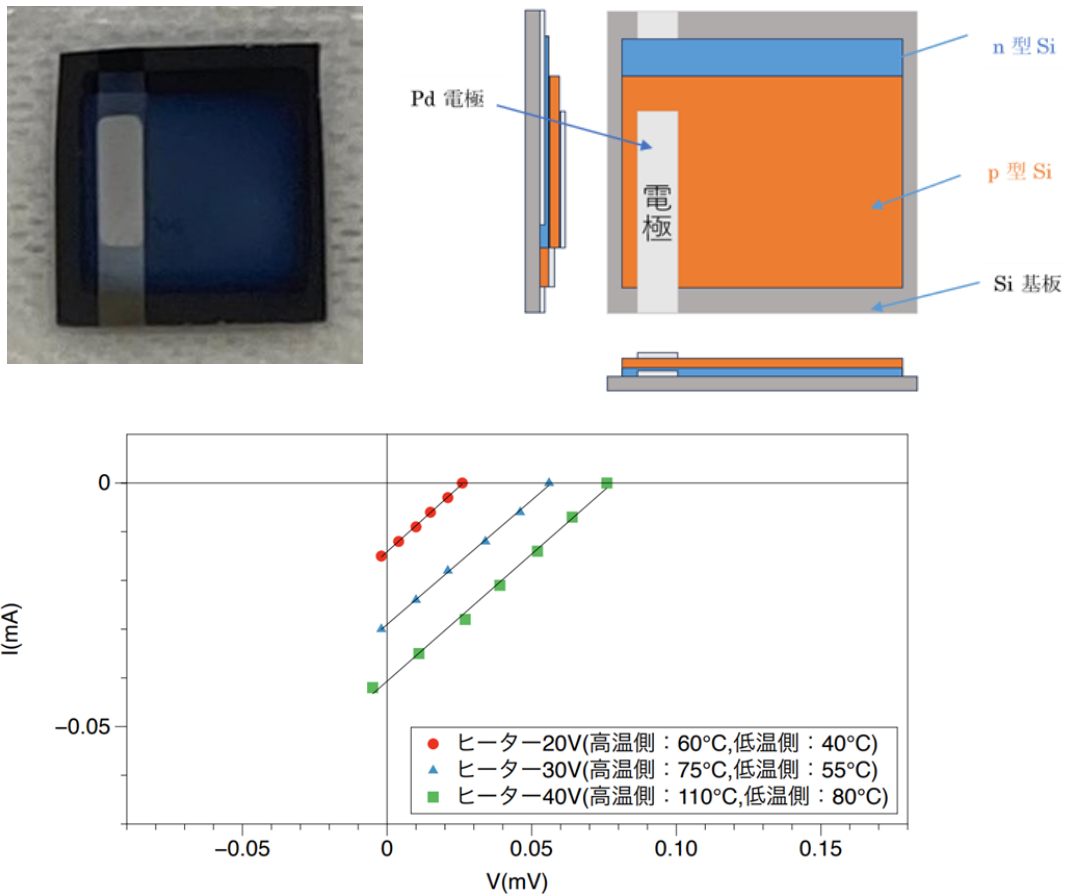 n 型 Si
Pd 電極
p 型 Si
電
極
Si 基板
0
I(mA)
−0.05
ヒーター20V(高温側：60°C,低温側：40°C)
ヒーター30V(高温側：75°C,低温側：55°C)
ヒーター40V(高温側：110°C,低温側：80°C)
−0.05
0
0.05
0.10
0.15
V(mV)